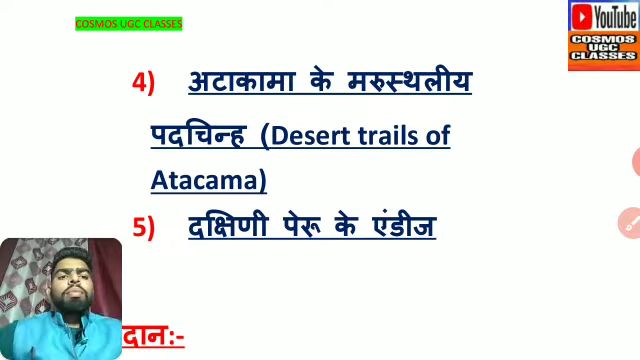 COSMOS UGC CLASSES
YouTube
COSMOS
UGC
CLASSES
4) अटाकामा के मरुस्थलीय
पदचिन्ह (Desert trails of
Atacama)
5) दक्षिणी पेरू के एंडीज
दान:-